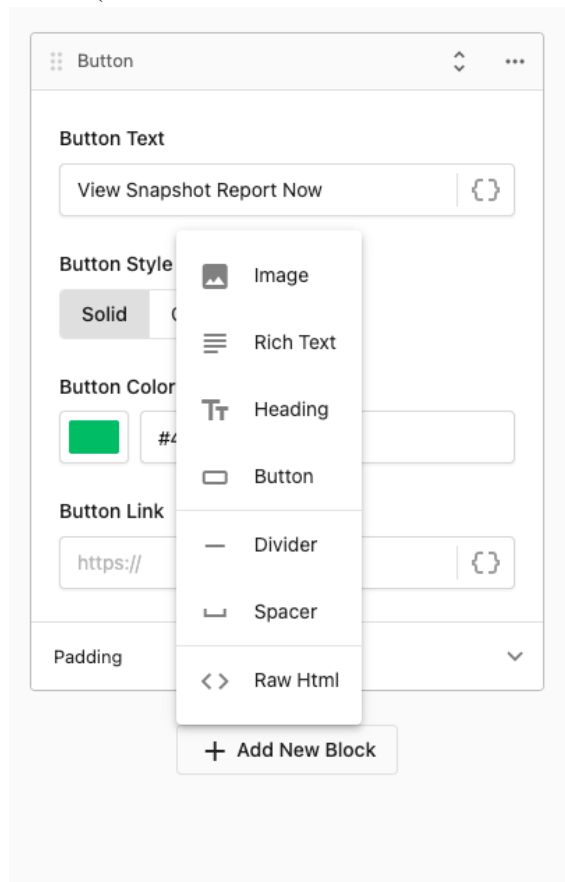 Button
Button Text
View Snapshot Report Now
Button Style
Solid
Button Color
#4
Button Link
https://
Padding
Image
Rich Text
Heading
Button
Divider
Spacer
Raw Html
Add New Block